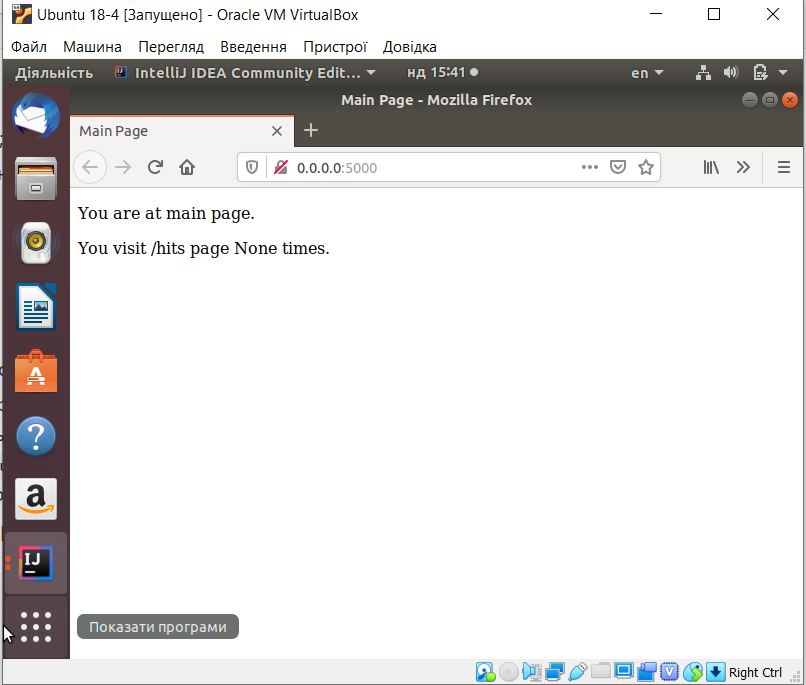 Ubuntu 18-4 [Запущено] - Oracle VM VirtualBox
Файл Машина Перегляд Введення Пристрої Довідка
Діяльність IntelliJ IDEA Community Edit... нд 15:41 en
Main Page - Mozilla Firefox
Main Page
0.0.0.0:5000
You are at main page.
You visit /hits page None times.
a
IJ
Показати програми
V
Right Ctrl